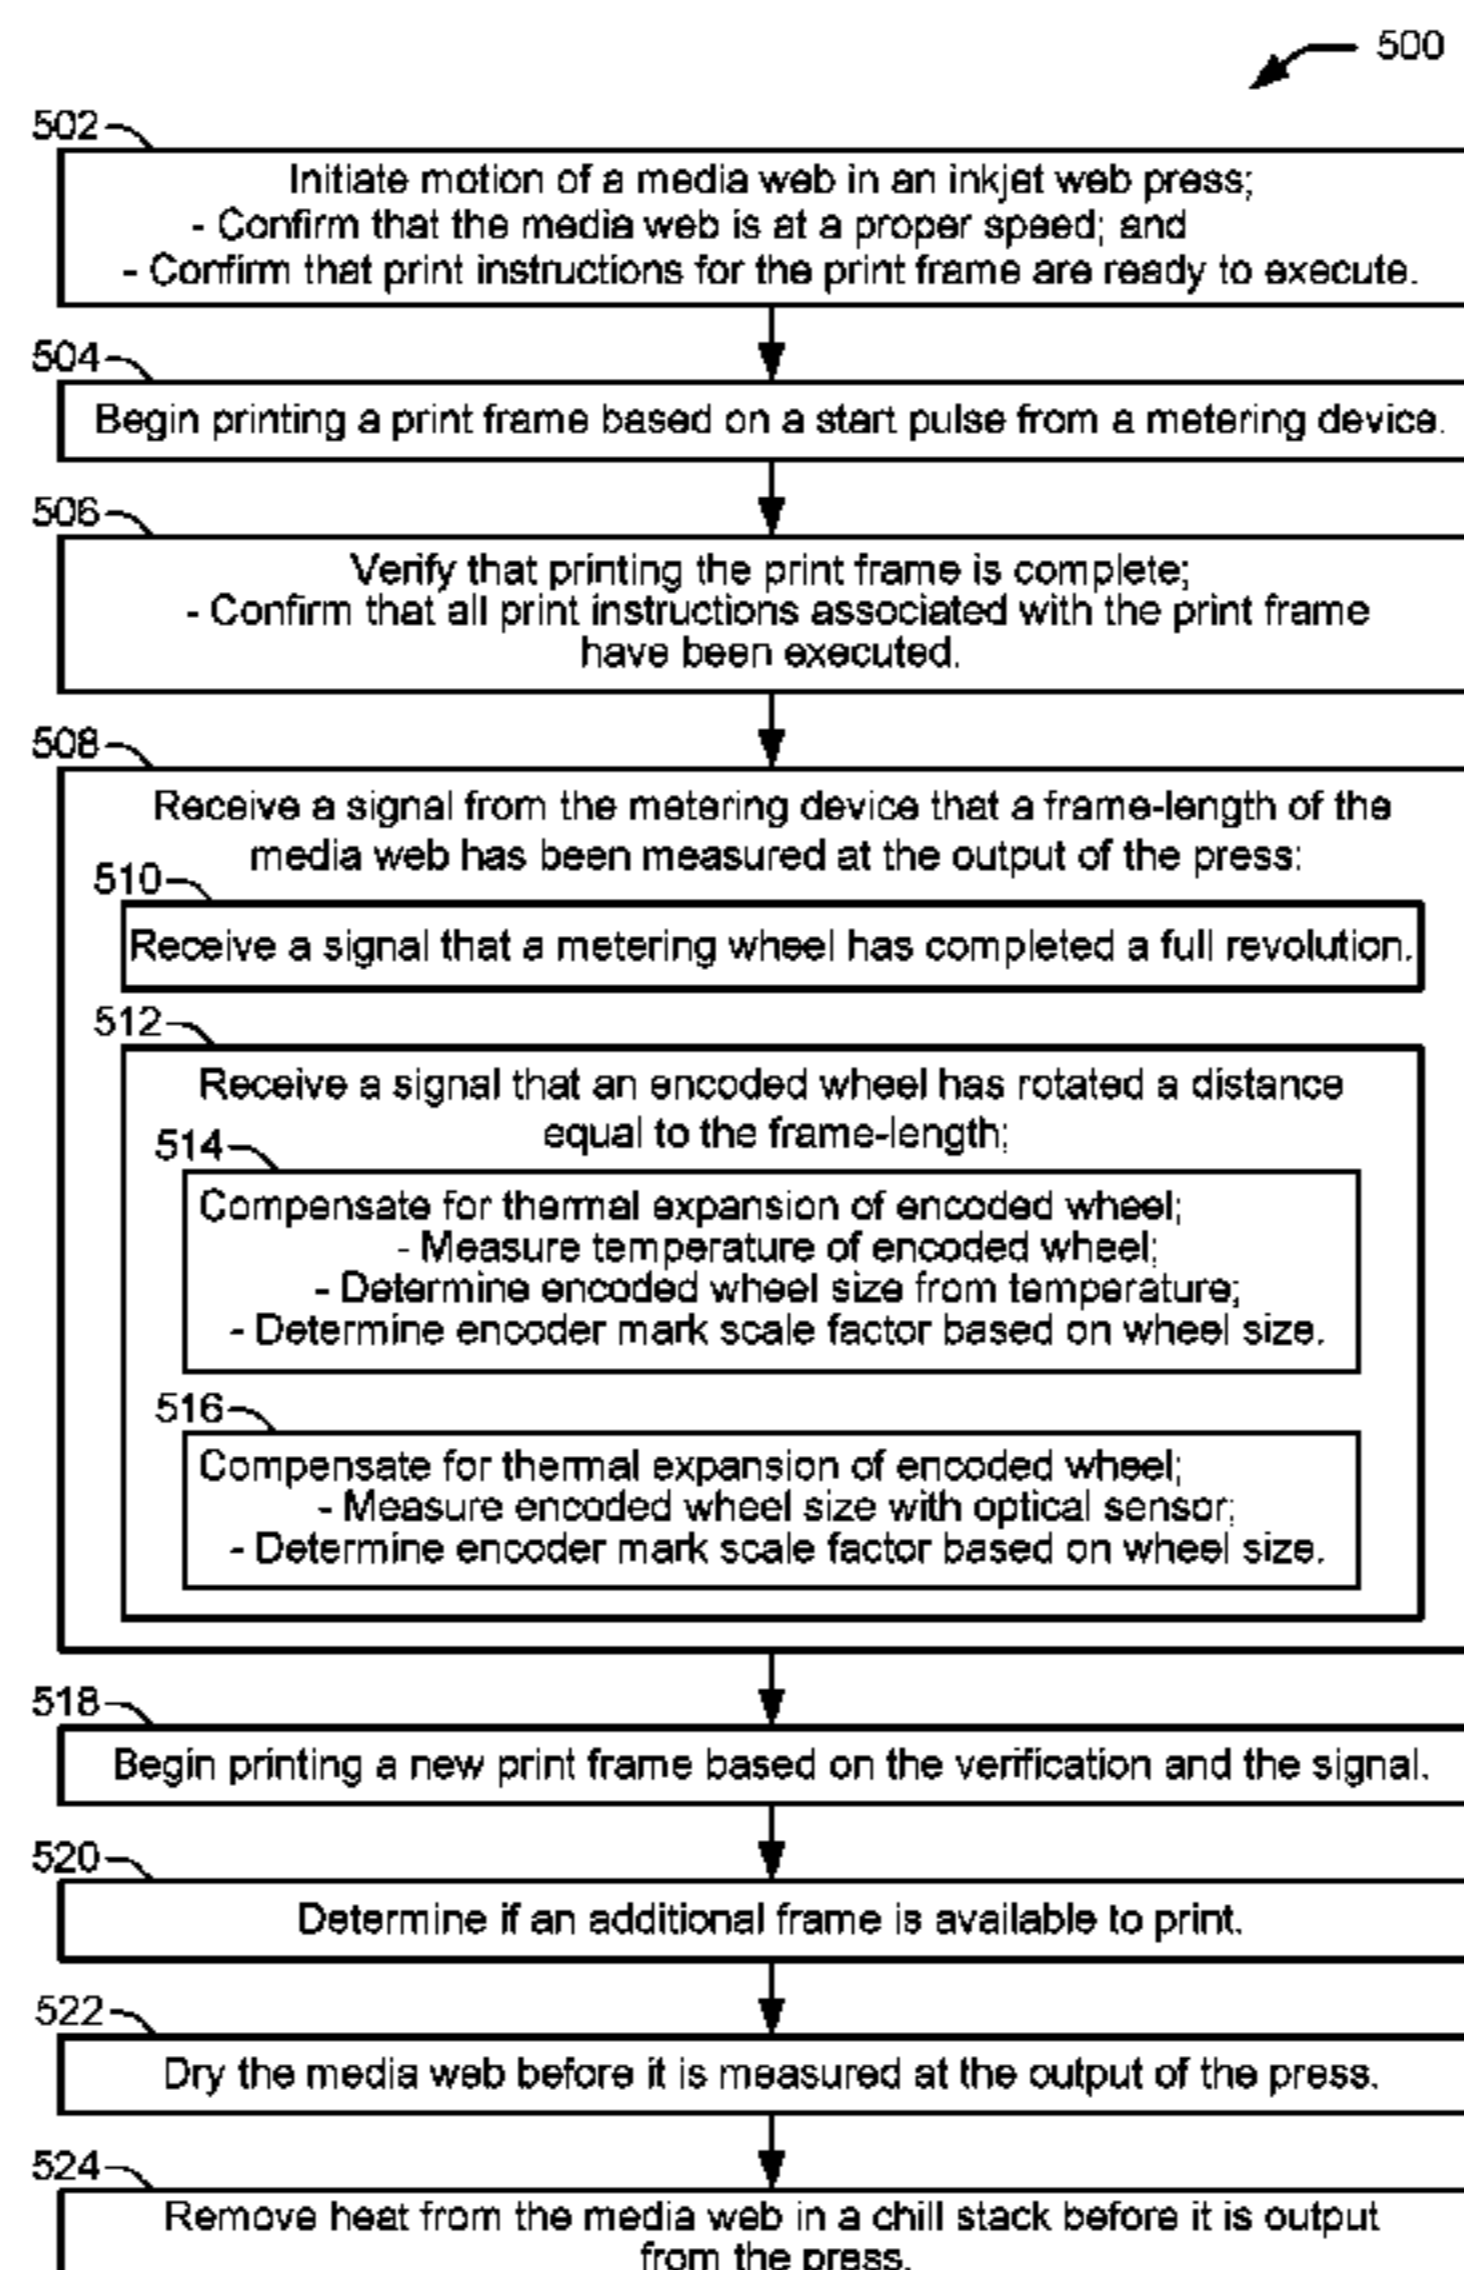 500
502
Initiate motion of a media web in an inkjet web press;
- Confirm that the media web is at a proper speed; and
- Confirm that print instructions for the print frame are ready to execute.
504
Begin printing a print frame based on a start pulse from a metering device.
506
Verify that printing the print frame is complete;
- Confirm that all print instructions associated with the print frame
have been executed.
508
Receive a signal from the metering device that a frame-length of the
media web has been measured at the output of the press:
510
Receive a signal that a metering wheel has completed a full revolution.
512
Receive a signal that an encoded wheel has rotated a distance
equal to the frame-length;
514
Compensate for thermal expansion of encoded wheel;
- Measure temperature of encoded wheel;
- Determine encoded wheel size from temperature;
- Determine encoder mark scale factor based on wheel size.
516
Compensate for thermal expansion of encoded wheel;
- Measure encoded wheel size with optical sensor;
- Determine encoder mark scale factor based on wheel size.
518
Begin printing a new print frame based on the verification and the signal.
520
Determine if an additional frame is available to print.
522
Dry the media web before it is measured at the output of the press.
524
Remove heat from the media web in a chill stack before it is output
from the press.